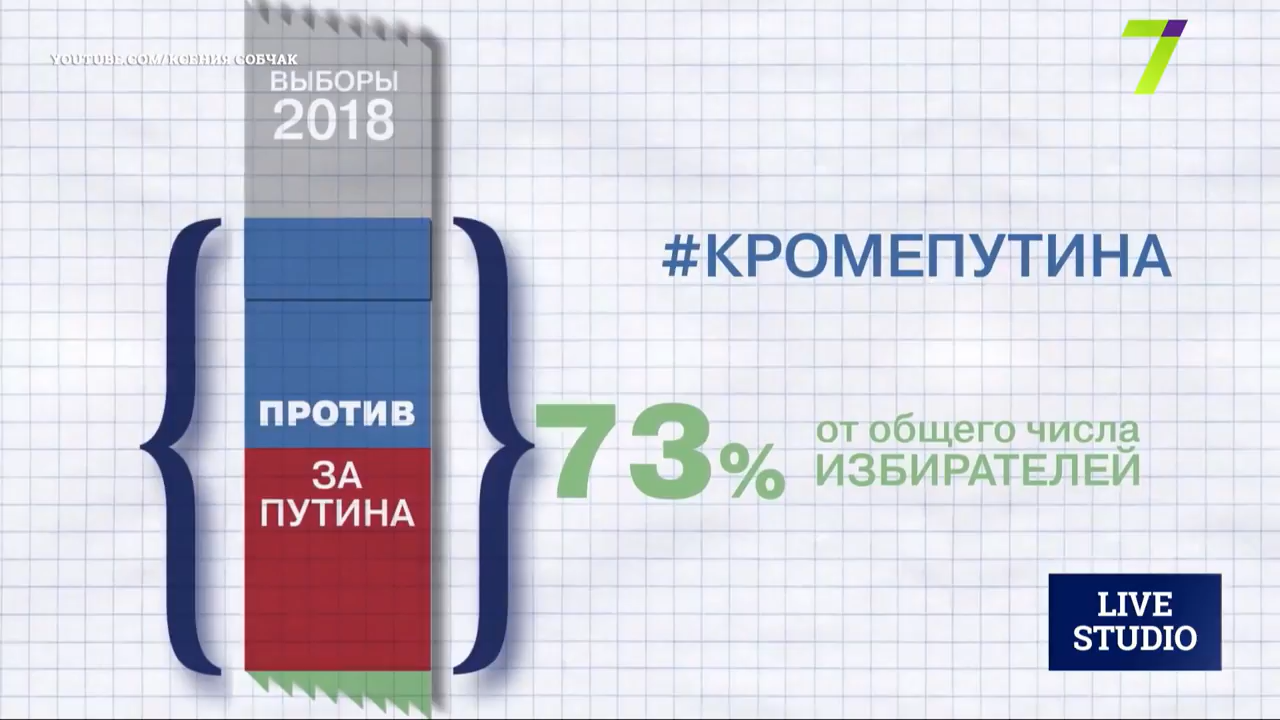 YOUTUBE.COM/КСЕНИЯ СОБЧАК
7
ВЫБОРЫ
2018
#КРОМЕПУТИНА
ПРОТИВ
ЗА
ПУТИНА
73%
от общего числа
ИЗБИРАТЕЛЕЙ
LIVE
STUDIO